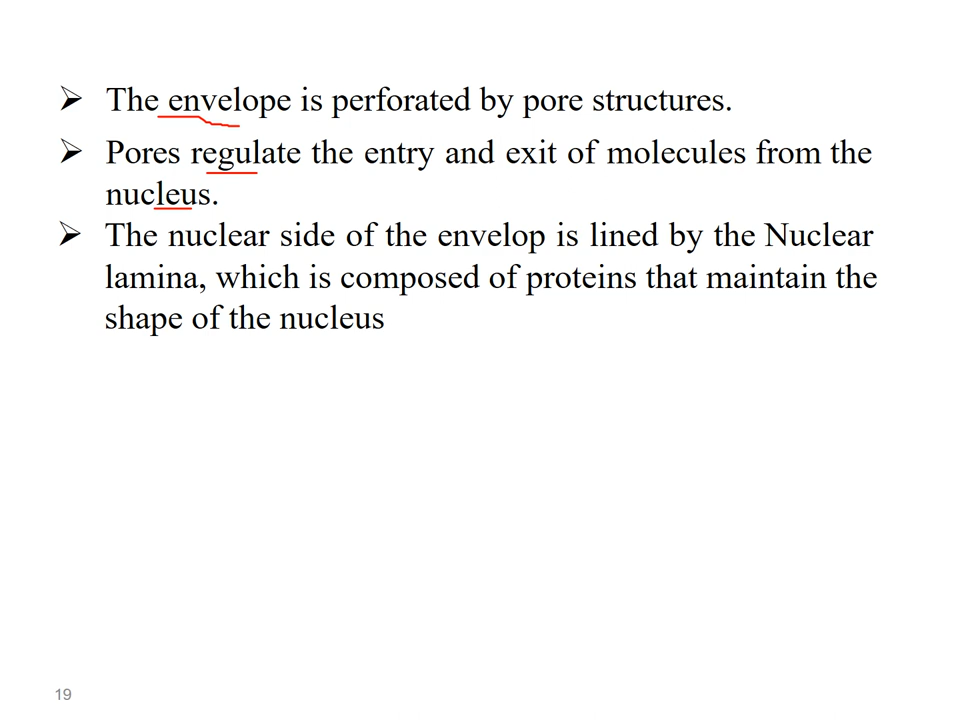 ➢ The envelope is perforated by pore structures.
➢ Pores regulate the entry and exit of molecules from the
nucleus.
➢ The nuclear side of the envelop is lined by the Nuclear
lamina, which is composed of proteins that maintain the
shape of the nucleus
19